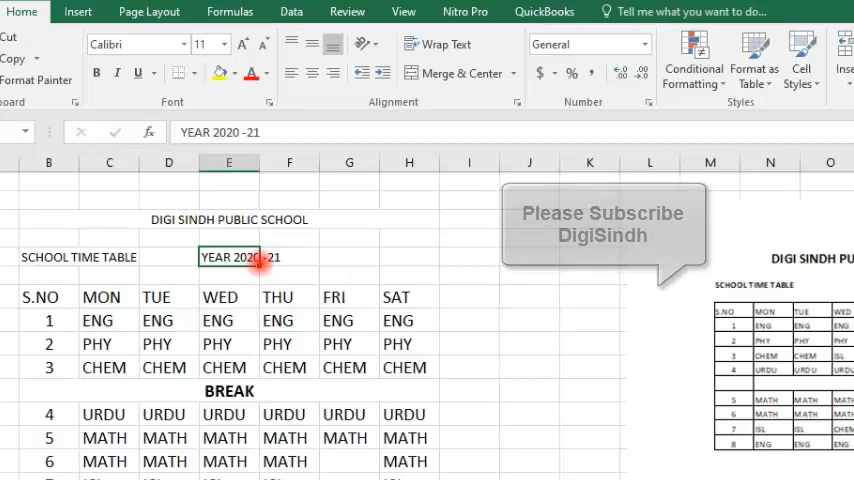 Home Insert Page Layout Formulas Data Review View Nitro Pro QuickBooks Tell me what you want to do...
Cut
Copy
Format Painter
Calibri 11
B I U
Font
Wrap Text
Merge & Center
Alignment
General
$ % ,
Number
Conditional Formatting
Format as Table
Cell Styles
Styles
fx YEAR 2020 -21
B C D E F G H I J K L M N O
DIGI SINDH PUBLIC SCHOOL
SCHOOL TIME TABLE YEAR 2020 -21
S.NO MON TUE WED THU FRI SAT
1 ENG ENG ENG ENG ENG ENG
2 PHY PHY PHY PHY PHY PHY
3 CHEM CHEM CHEM CHEM CHEM CHEM
BREAK
4 URDU URDU URDU URDU URDU URDU
5 MATH MATH MATH MATH MATH MATH
6 MATH MATH MATH MATH MATH
Please Subscribe
DigiSindh
DIGI SINDH PU
SCHOOL TIME TABLE
S.NO MON TUE WED
1 ENG ENG ENG
2 PHY PHY PHY
3 CHEM CHEM ISL
4 URDU URDU URDU
5 MATH MATH MATH
6 MATH MATH MATH
7 ISL ISL CHEM
8 ENG ENG ENG